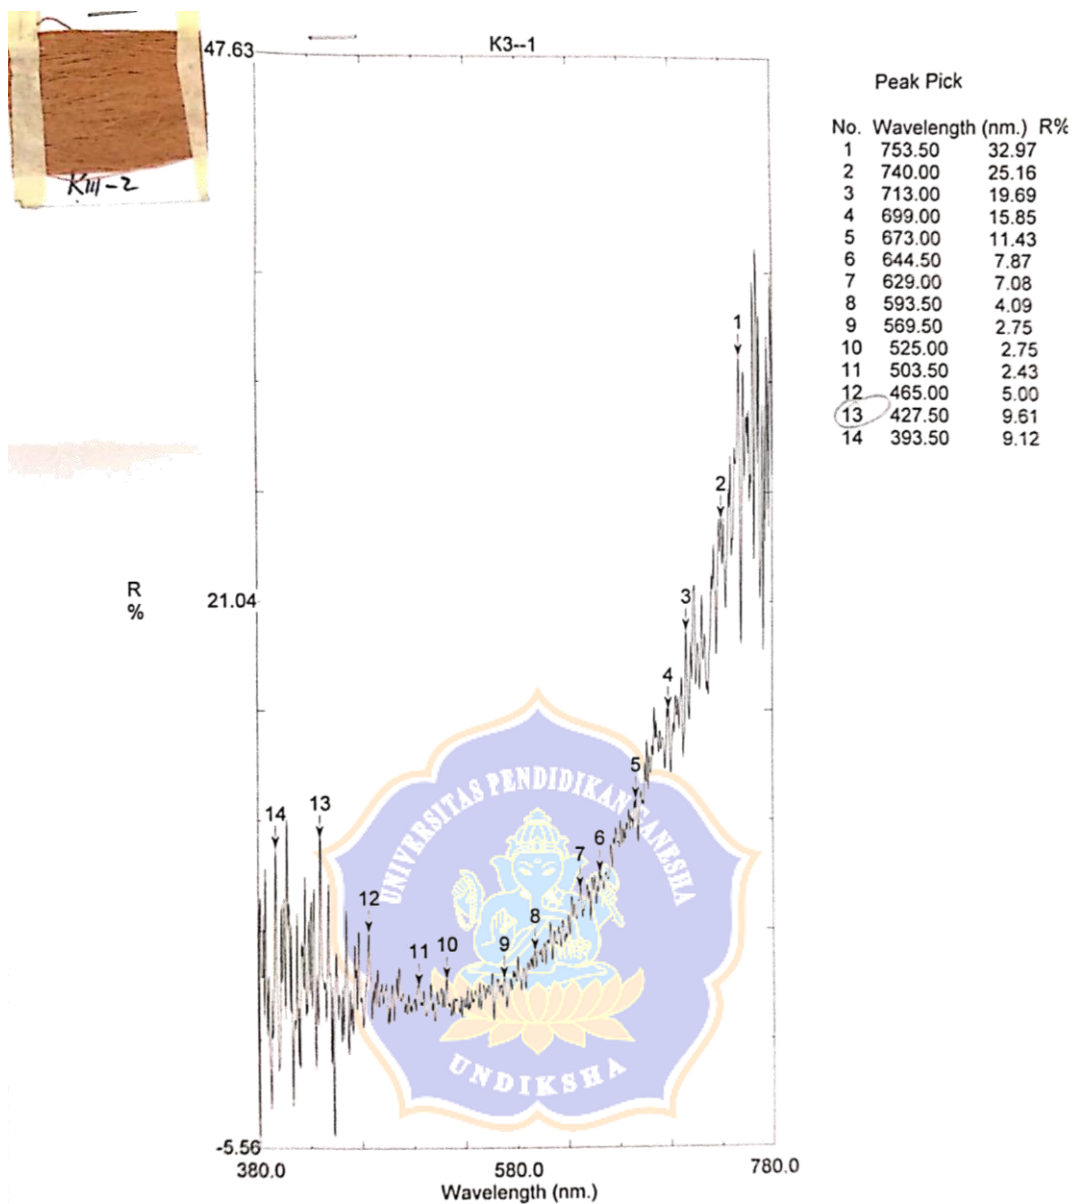 KIII-2
K3--1
47.63
21.04
-5.56
R
%
380.0
580.0
780.0
Wavelength (nm.)
1
2
3
4
5
6
7
8
9
10
11
12
13
14
Peak Pick
No. Wavelength (nm.) R%
1 753.50 32.97
2 740.00 25.16
3 713.00 19.69
4 699.00 15.85
5 673.00 11.43
6 644.50 7.87
7 629.00 7.08
8 593.50 4.09
9 569.50 2.75
10 525.00 2.75
11 503.50 2.43
12 465.00 5.00
13 427.50 9.61
14 393.50 9.12
UNIVERSITAS PENDIDIKAN GANESHA
UNDIKSHA